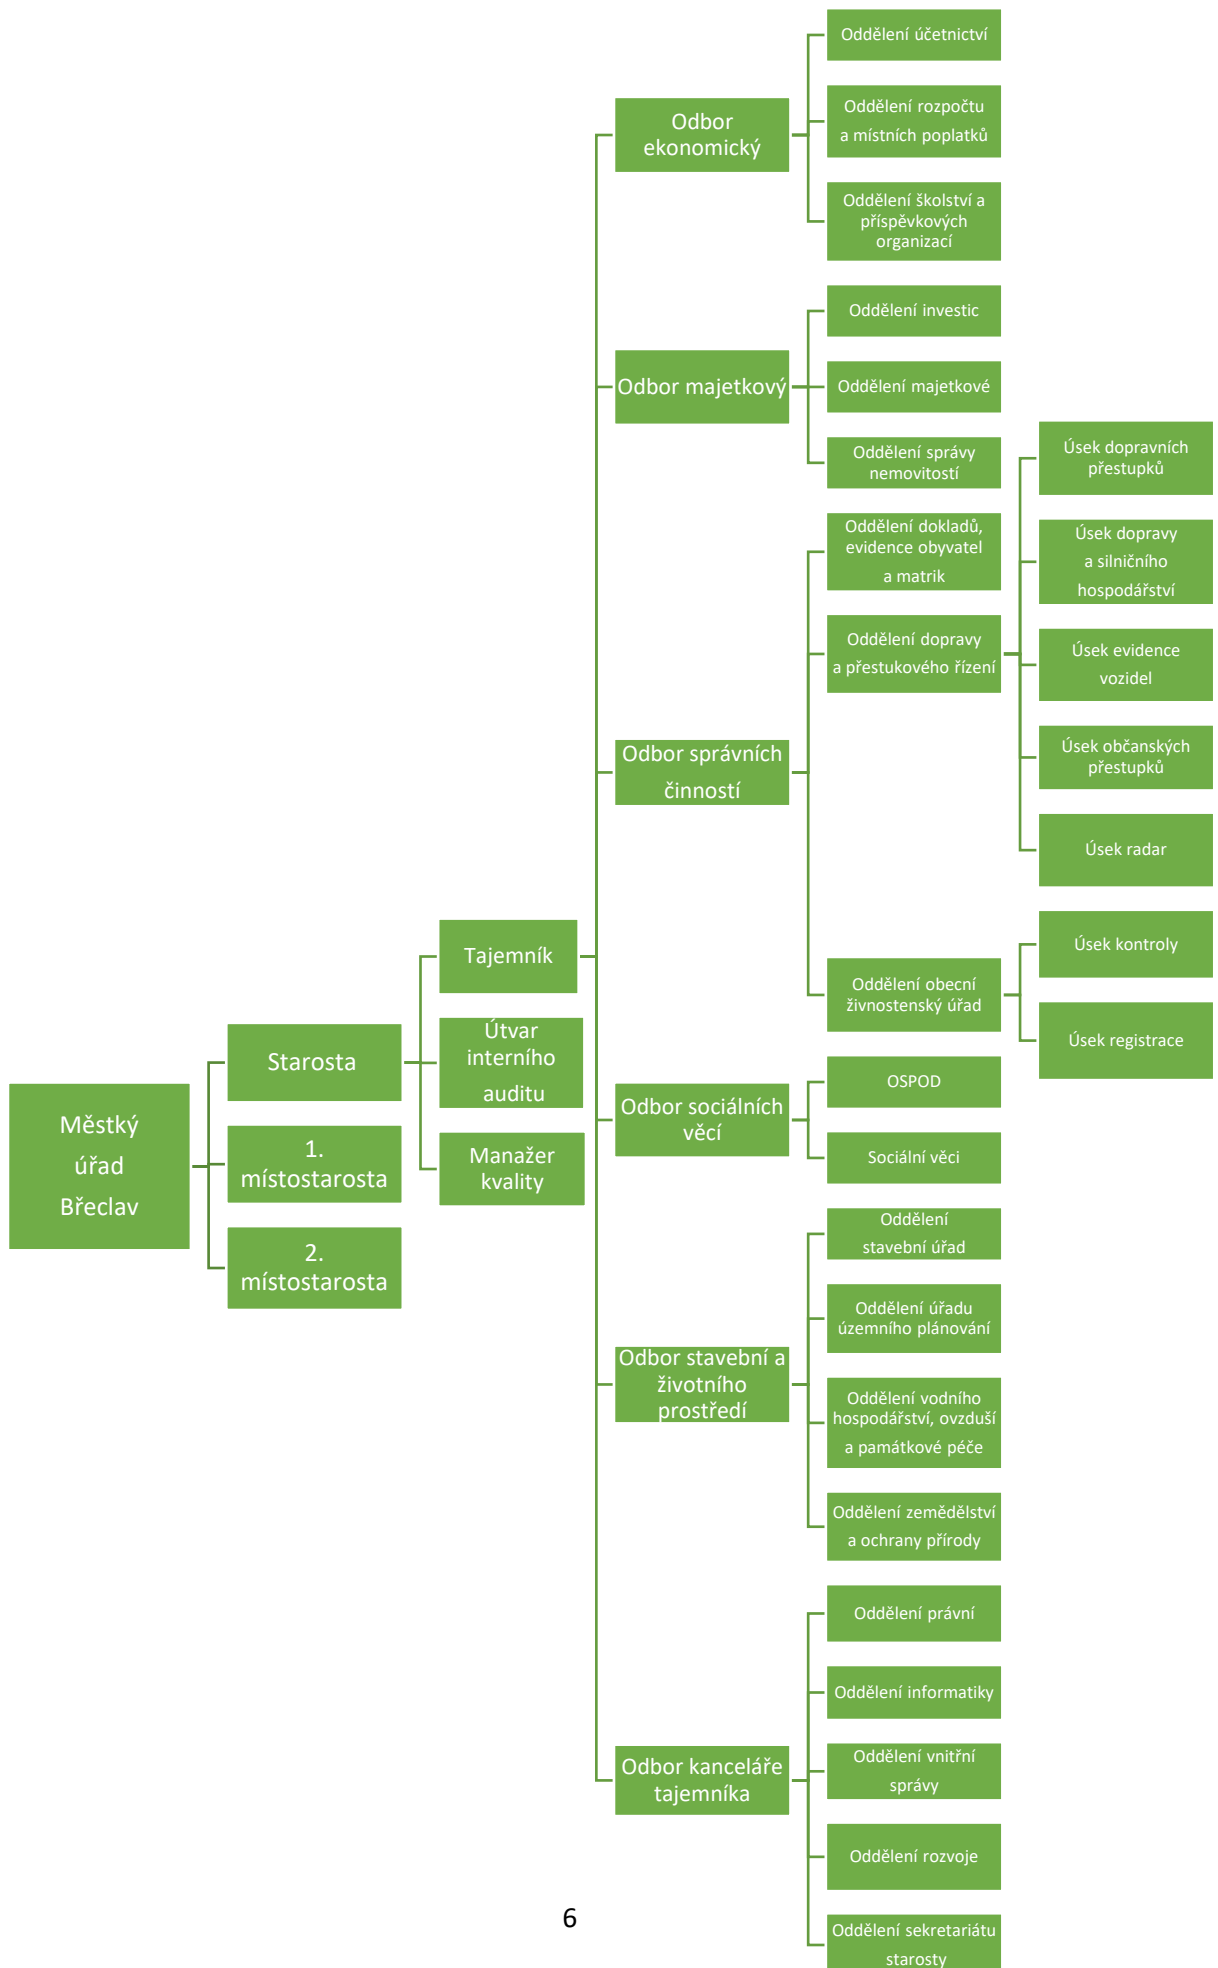 Oddělení účetnictví
Oddělení rozpočtu
a místních poplatků
Odbor
ekonomický
Oddělení školství a
příspěvkových
organizací
Oddělení investic
Odbor majetkový
Oddělení majetkové
Oddělení správy
nemovitostí
Úsek dopravních
přestupků
Oddělení dokladů,
evidence obyvatel
a matrik
Úsek dopravy
a silničního
hospodářství
Oddělení dopravy
a přestukového řízení
Úsek evidence
vozidel
Odbor správních
činností
Úsek občanských
přestupků
Úsek radar
Tajemník
Úsek kontroly
Oddělení obecní
živnostenský úřad
Úsek registrace
Starosta
Útvar
interního
auditu
OSPOD
Odbor sociálních
věcí
Sociální věci
Městký
úřad
Břeclav
1.
místostarosta
Manažer
kvality
2.
místostarosta
Oddělení
stavební úřad
Oddělení úřadu
územního plánování
Odbor stavební a
životního
prostředí
Oddělení vodního
hospodářství, ovzduší
a památkové péče
Oddělení zemědělství
a ochrany přírody
Oddělení právní
Oddělení informatiky
Odbor kanceláře
tajemníka
Oddělení vnitřní
správy
Oddělení rozvoje
Oddělení sekretariátu
starosty
6